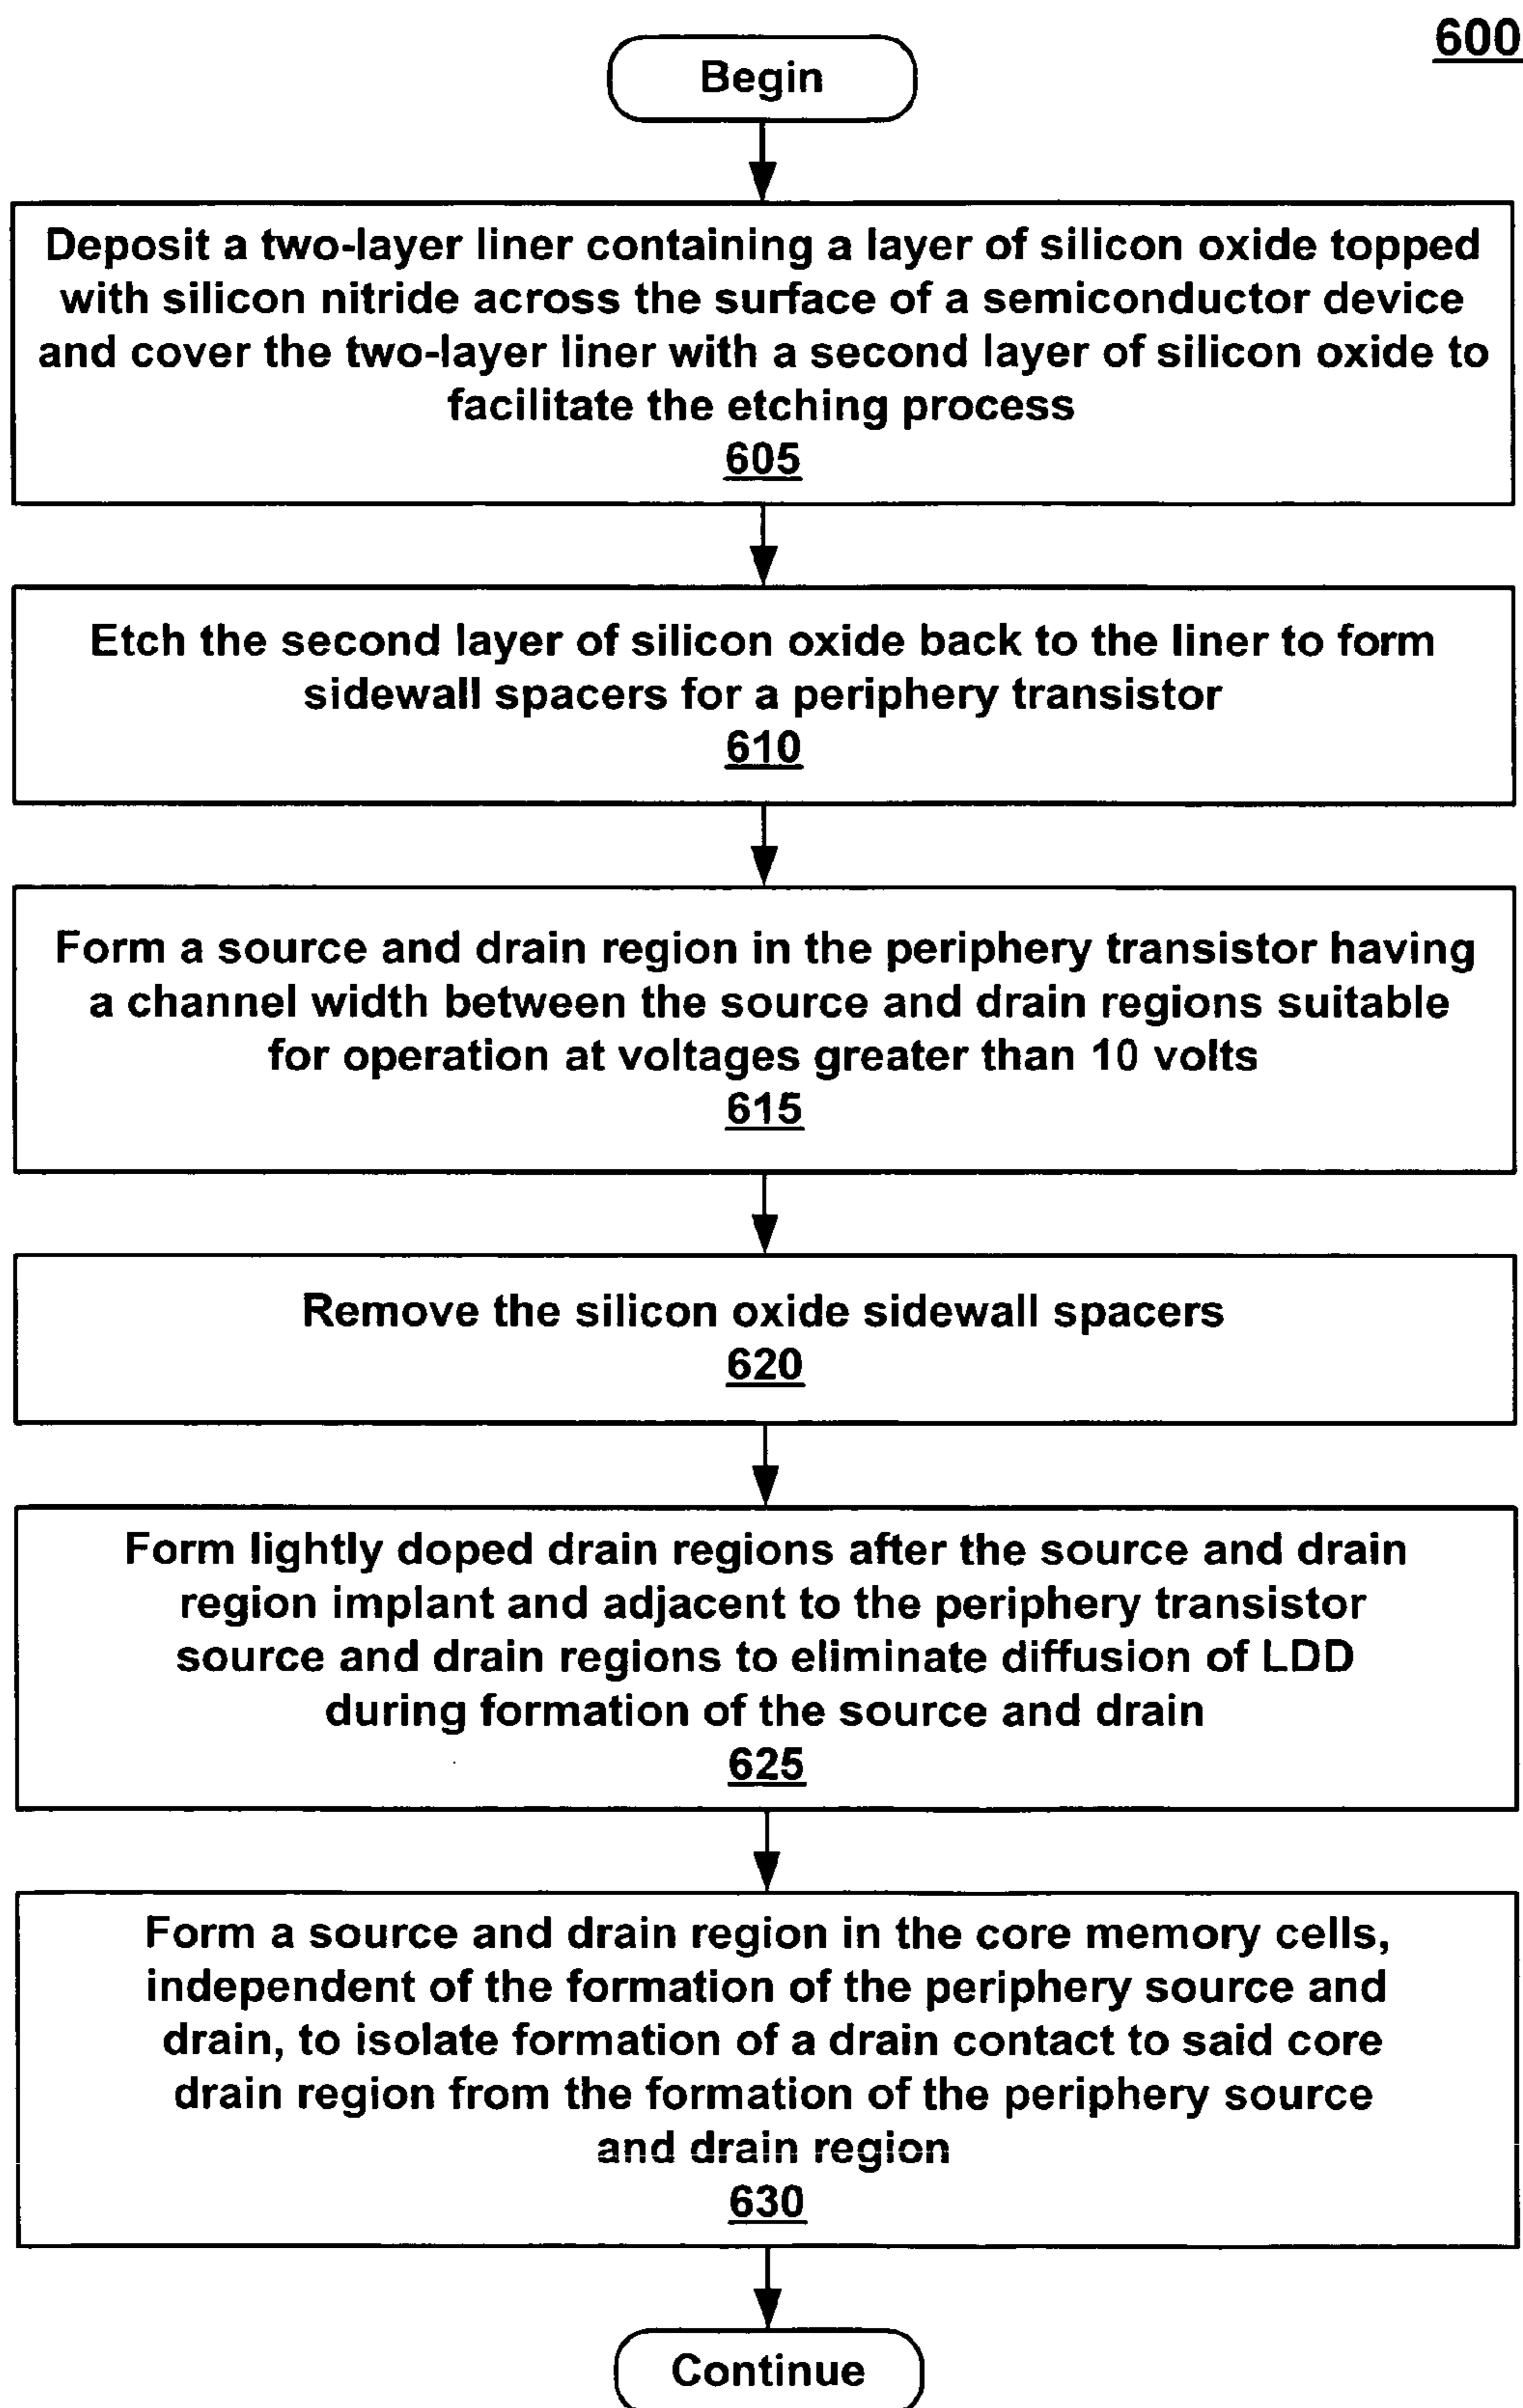 600
Begin
Deposit a two-layer liner containing a layer of silicon oxide topped
with silicon nitride across the surface of a semiconductor device
and cover the two-layer liner with a second layer of silicon oxide to
facilitate the etching process
605
Etch the second layer of silicon oxide back to the liner to form
sidewall spacers for a periphery transistor
610
Form a source and drain region in the periphery transistor having
a channel width between the source and drain regions suitable
for operation at voltages greater than 10 volts
615
Remove the silicon oxide sidewall spacers
620
Form lightly doped drain regions after the source and drain
region implant and adjacent to the periphery transistor
source and drain regions to eliminate diffusion of LDD
during formation of the source and drain
625
Form a source and drain region in the core memory cells,
independent of the formation of the periphery source and
drain, to isolate formation of a drain contact to said core
drain region from the formation of the periphery source
and drain region
630
Continue